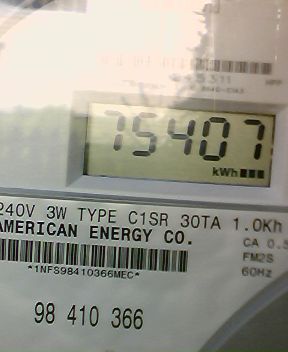 75407
kWh
240V 3W TYPE C1SR 30TA 1.0Kh
AMERICAN ENERGY CO.
CA 0.5
FM2S
60Hz
*1NFS98410366MEC*
98 410 366